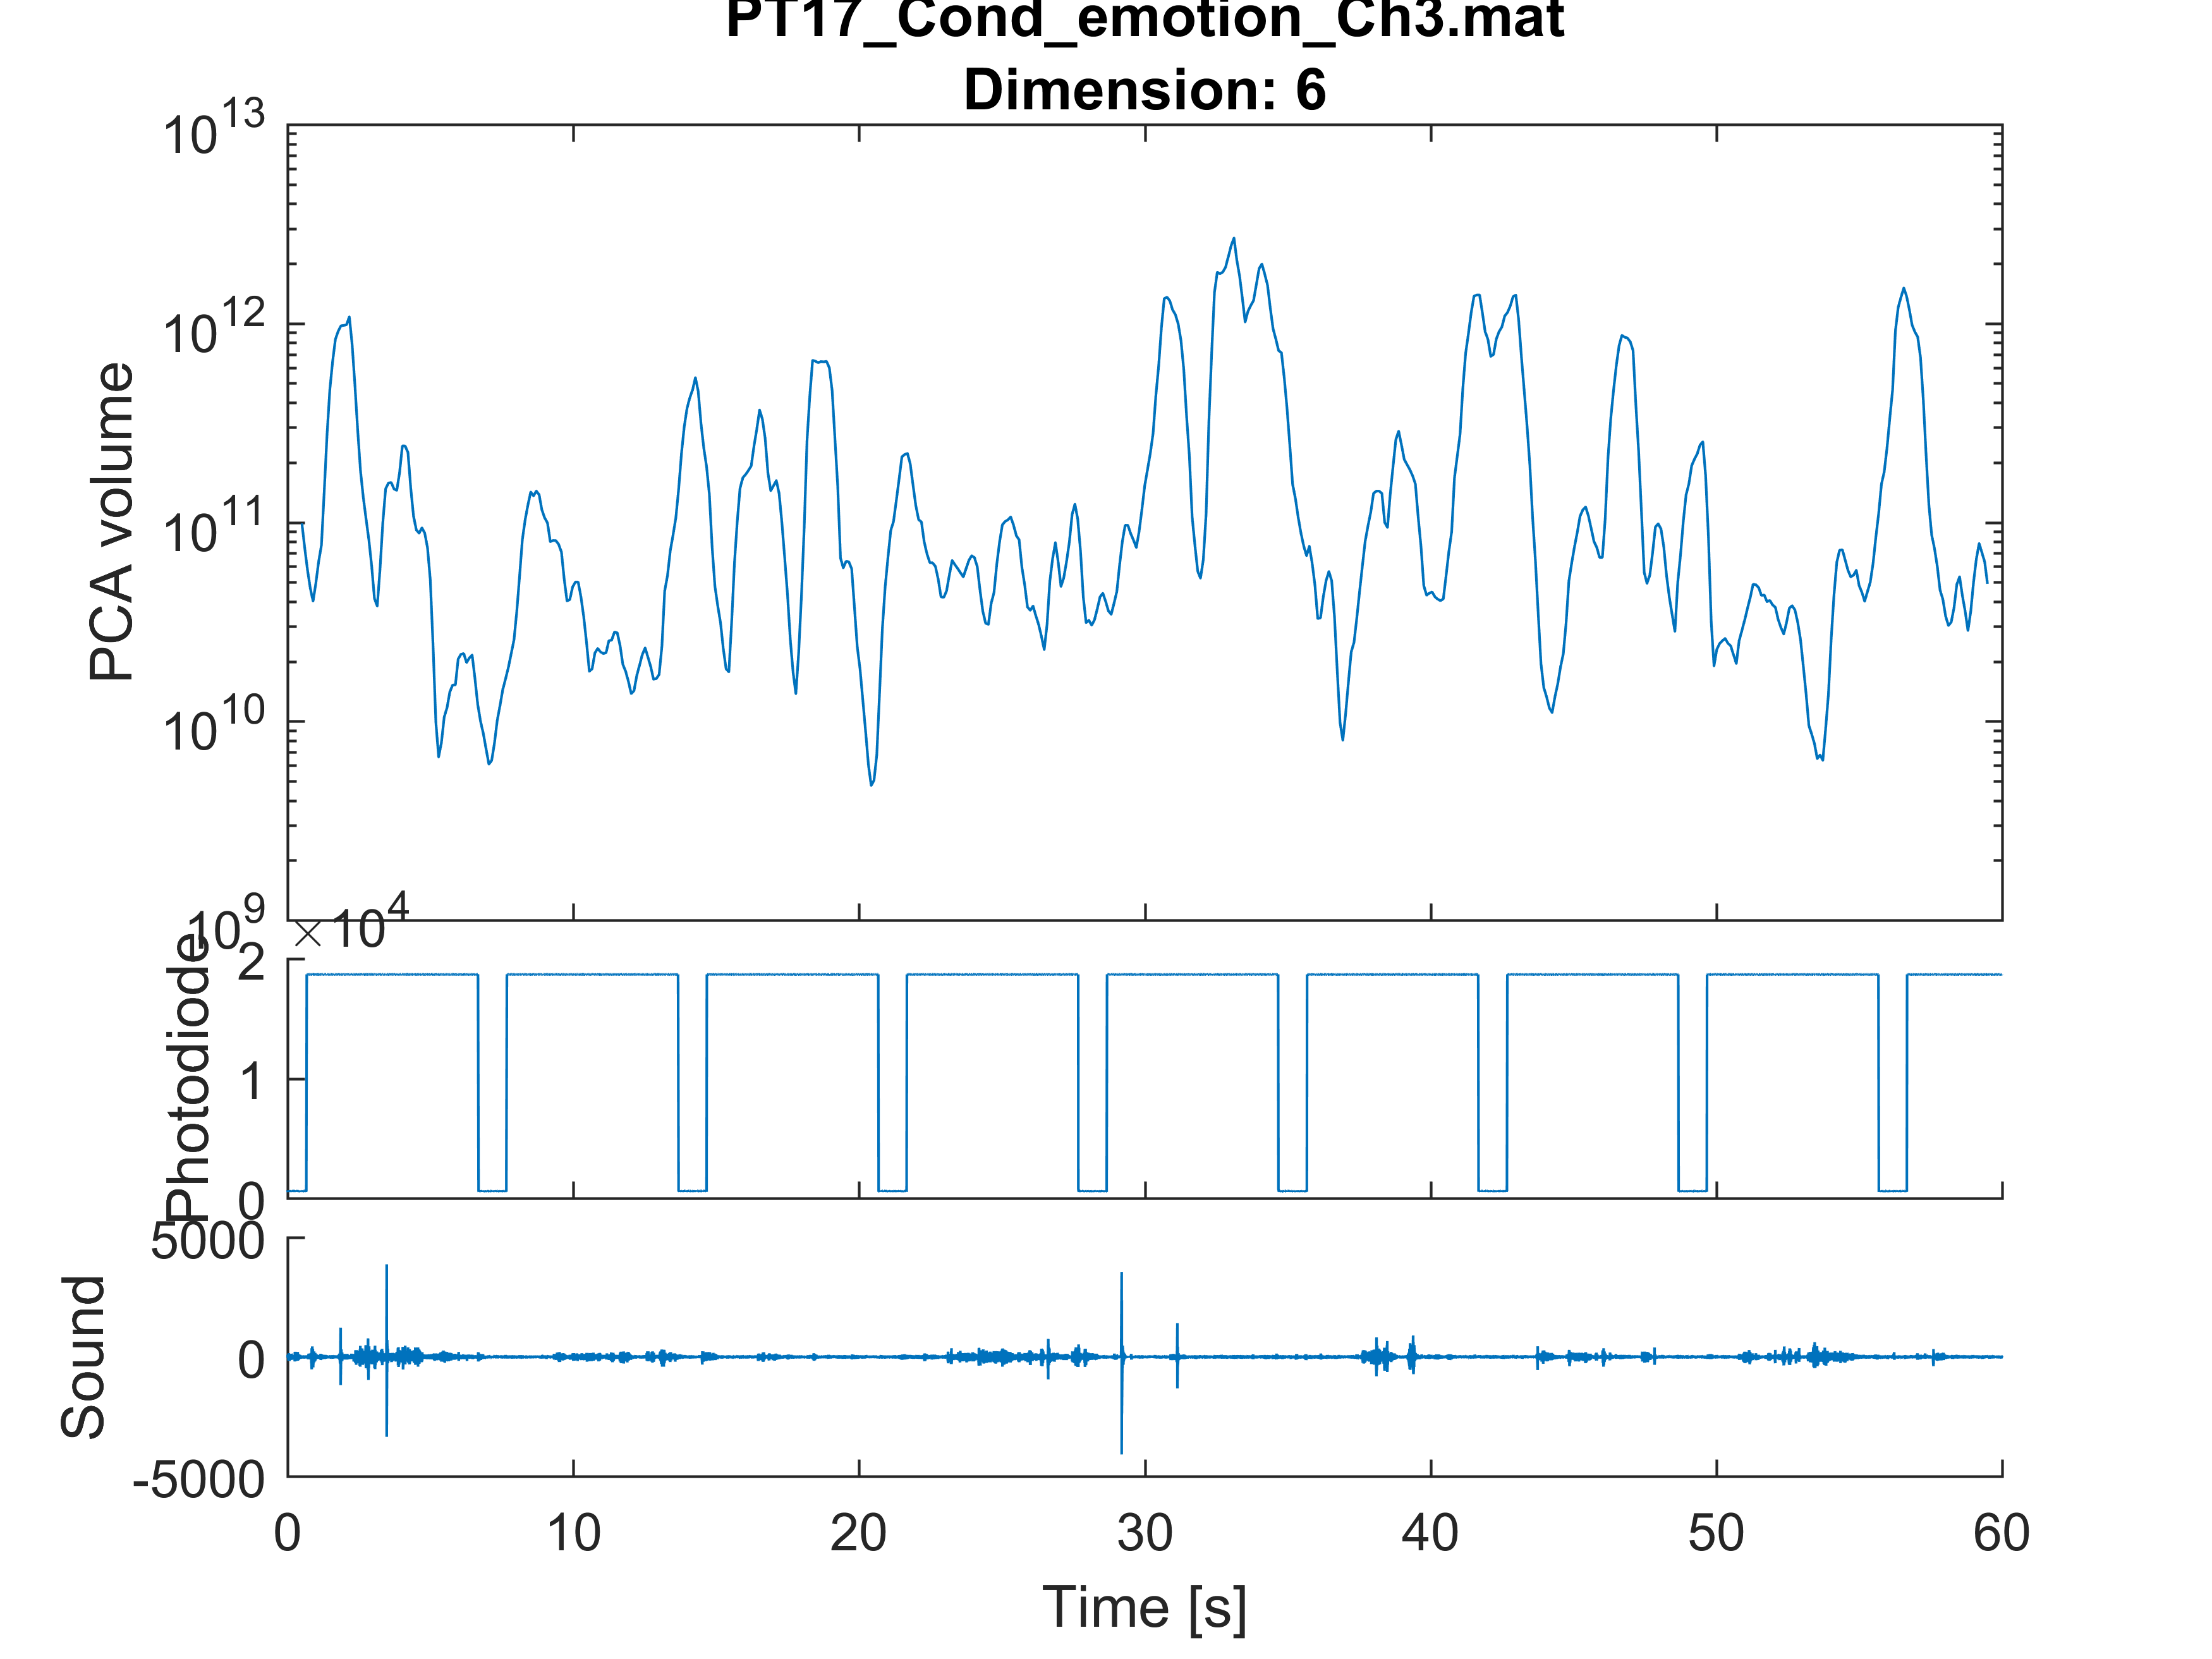 PT17_Cond_emotion_Ch3.mat
Dimension: 6
10^13
10^12
10^11
10^10
10^9
PCA volume
× 10^4
2
1
0
Photodiode
5000
0
-5000
Sound
0 10 20 30 40 50 60
Time [s]